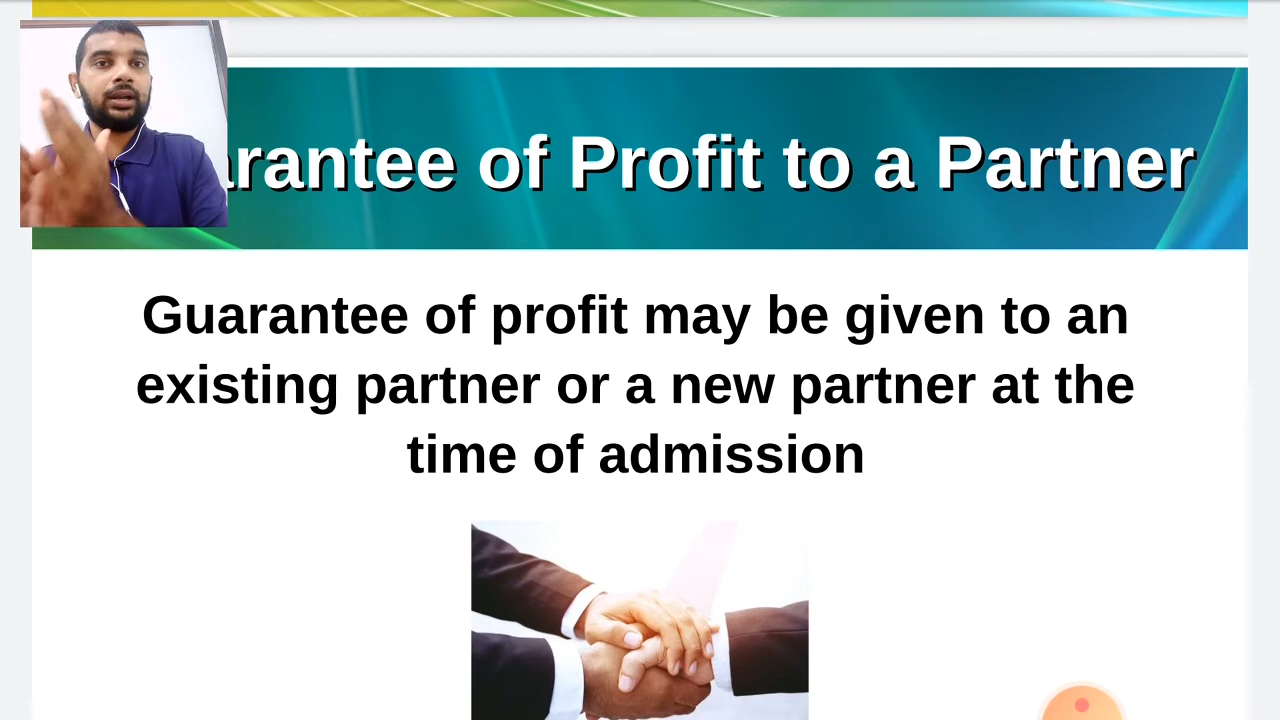 arantee of Profit to a Partner
Guarantee of profit may be given to an
existing partner or a new partner at the
time of admission